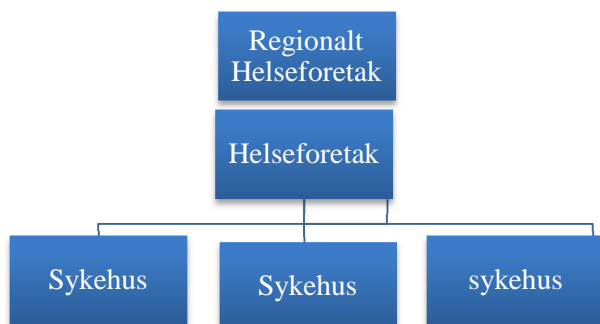 Regionalt
Helseforetak
Helseforetak
Sykehus
Sykehus
sykehus